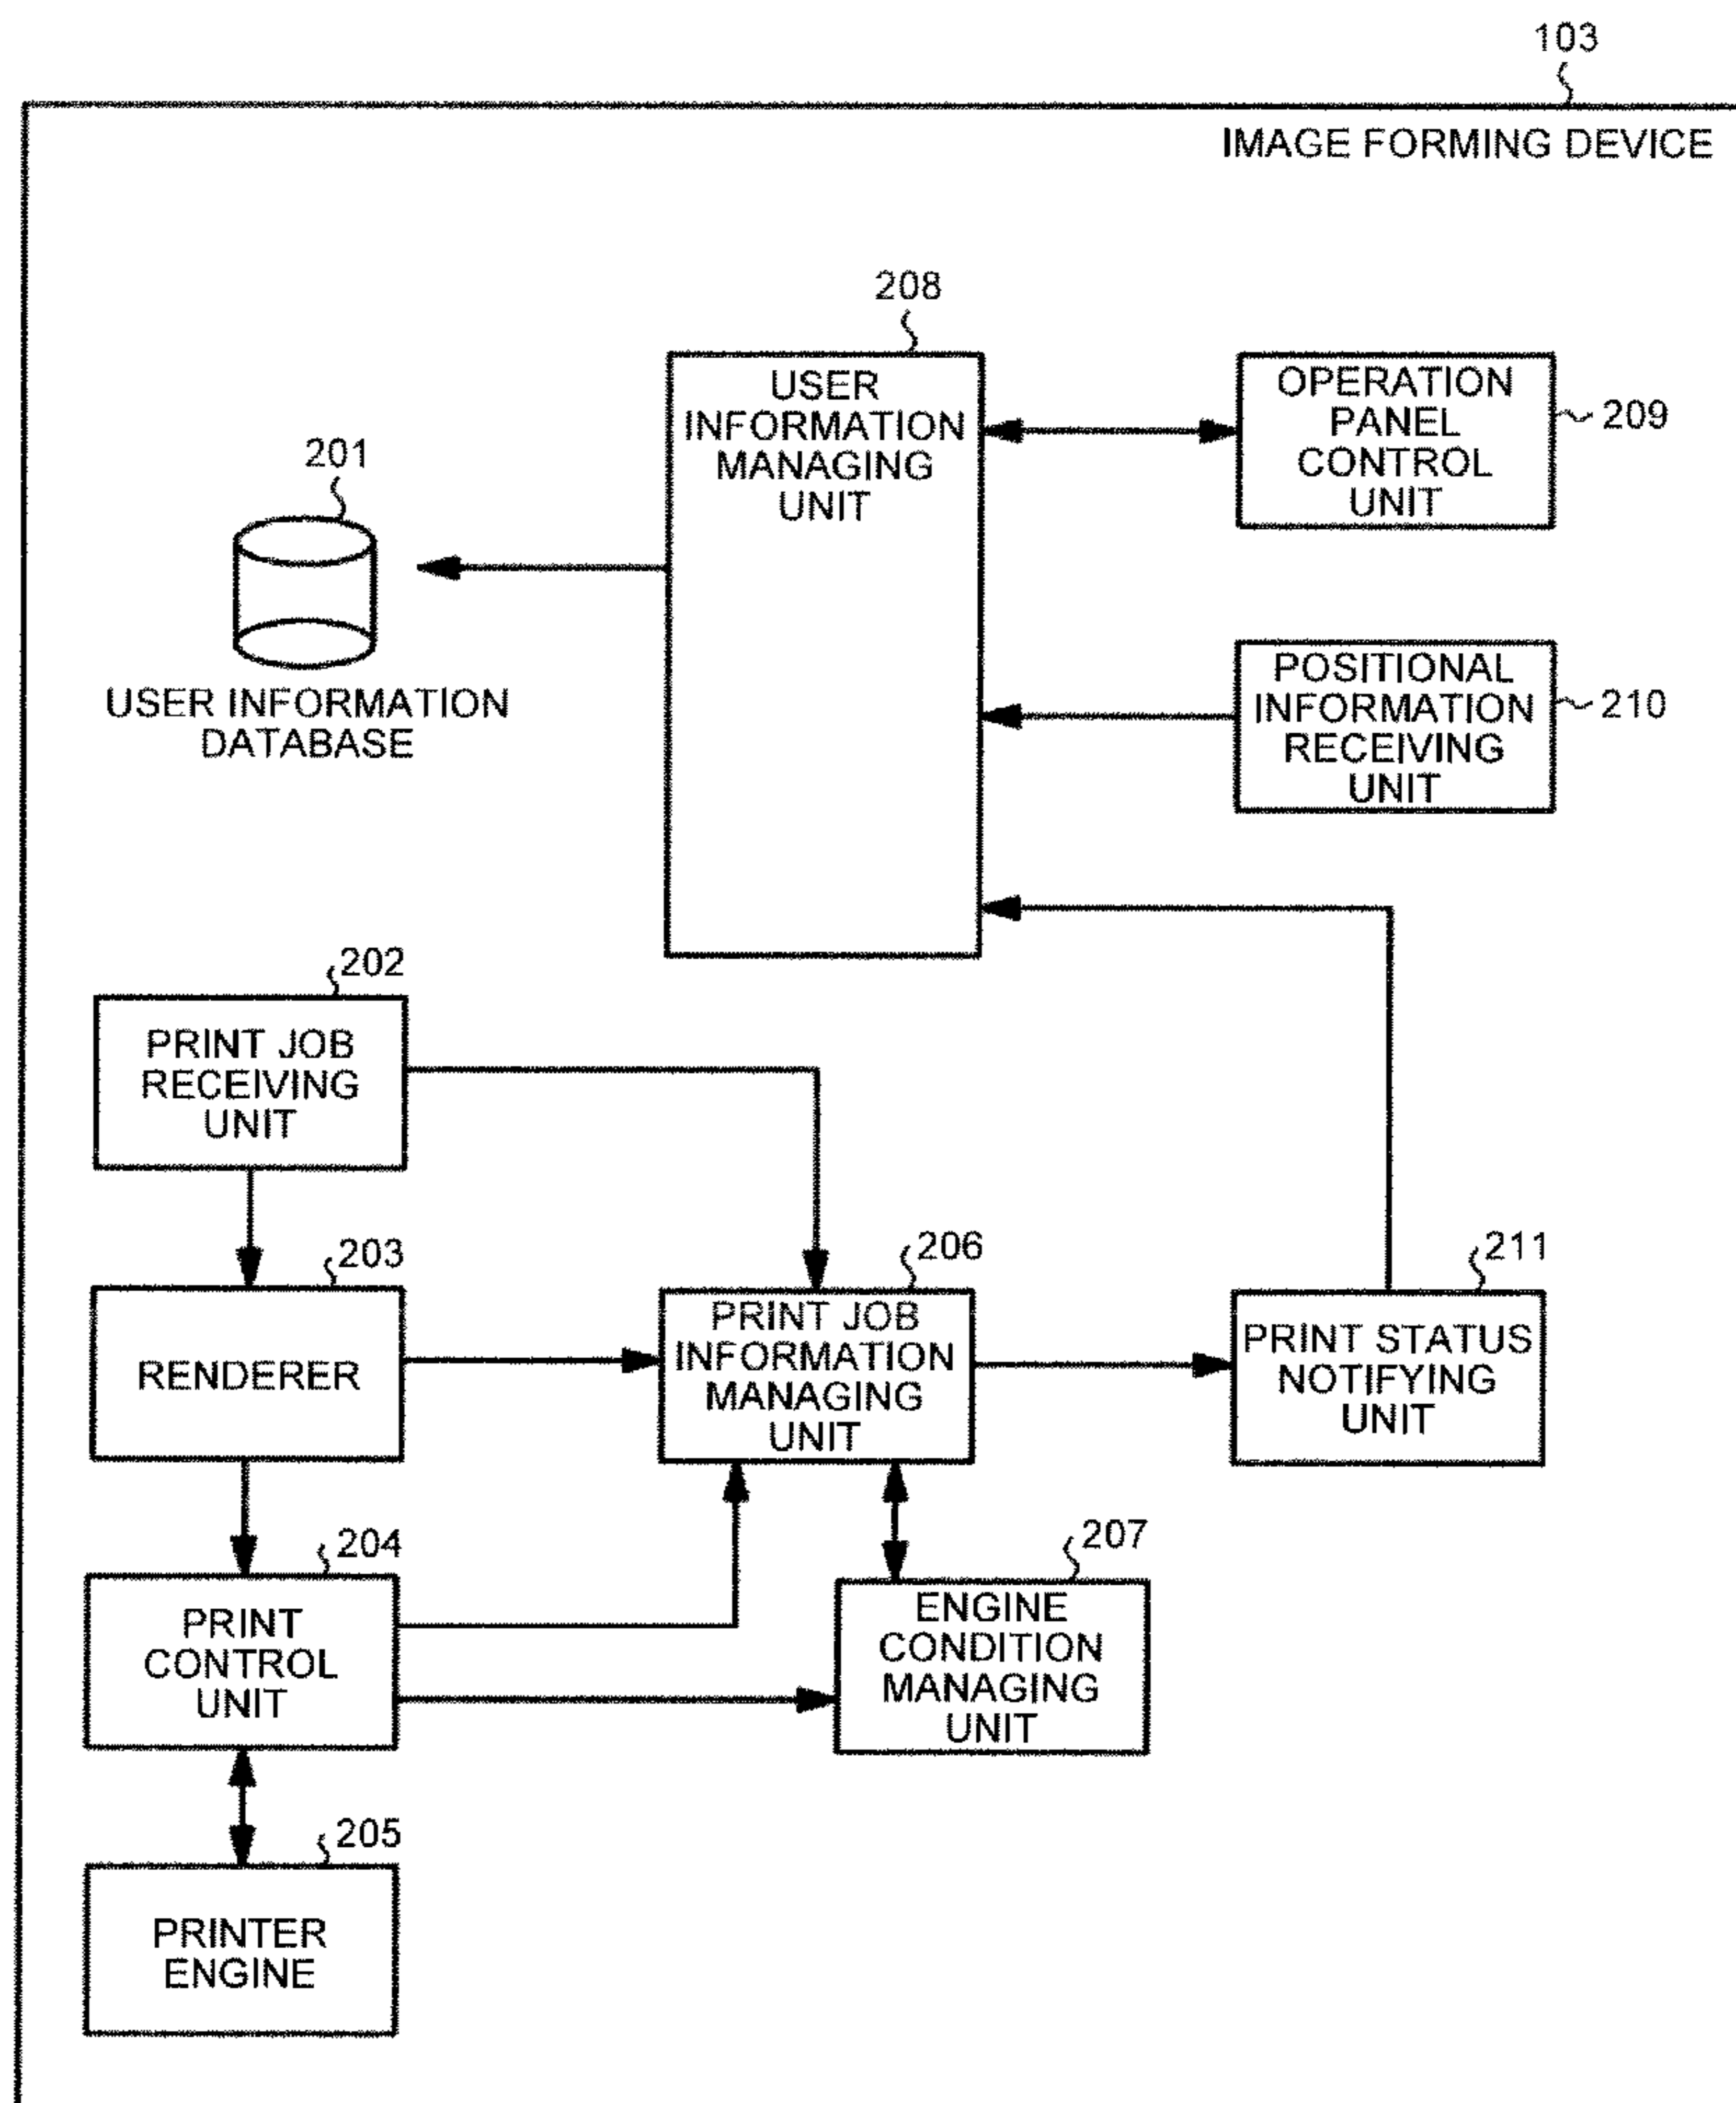 103
IMAGE FORMING DEVICE
208
USER
INFORMATION
MANAGING
UNIT
OPERATION
PANEL
CONTROL
UNIT
209
201
USER INFORMATION
DATABASE
POSITIONAL
INFORMATION
RECEIVING
UNIT
210
202
PRINT JOB
RECEIVING
UNIT
203
RENDERER
206
PRINT JOB
INFORMATION
MANAGING
UNIT
211
PRINT STATUS
NOTIFYING
UNIT
204
PRINT
CONTROL
UNIT
207
ENGINE
CONDITION
MANAGING
UNIT
205
PRINTER
ENGINE